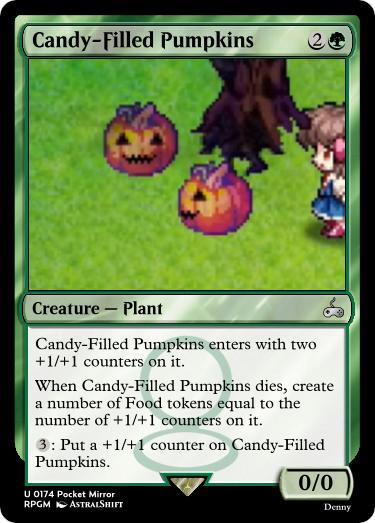 Candy-Filled Pumpkins 2
Creature — Plant
Candy-Filled Pumpkins enters with two
+1/+1 counters on it.
When Candy-Filled Pumpkins dies, create
a number of Food tokens equal to the
number of +1/+1 counters on it.
3: Put a +1/+1 counter on Candy-Filled
Pumpkins.
0/0
U 0174 Pocket Mirror
RPGM AstralShift
Denny